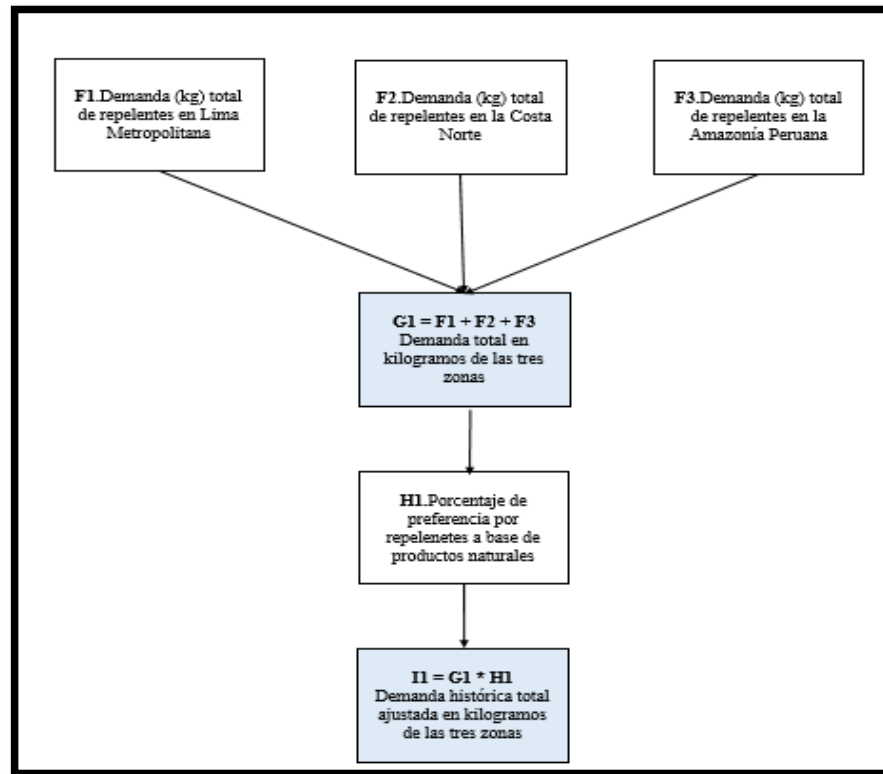 F1.Demanda (kg) total
de repelentes en Lima
Metropolitana
F2.Demanda (kg) total
de repelentes en la Costa
Norte
F3.Demanda (kg) total
de repelentes en la
Amazonía Peruana
G1 = F1 + F2 + F3
Demanda total en
kilogramos de las tres
zonas
H1.Porcentaje de
preferencia por
repelenetes a base de
productos naturales
I1 = G1 * H1
Demanda histórica total
ajustada en kilogramos
de las tres zonas